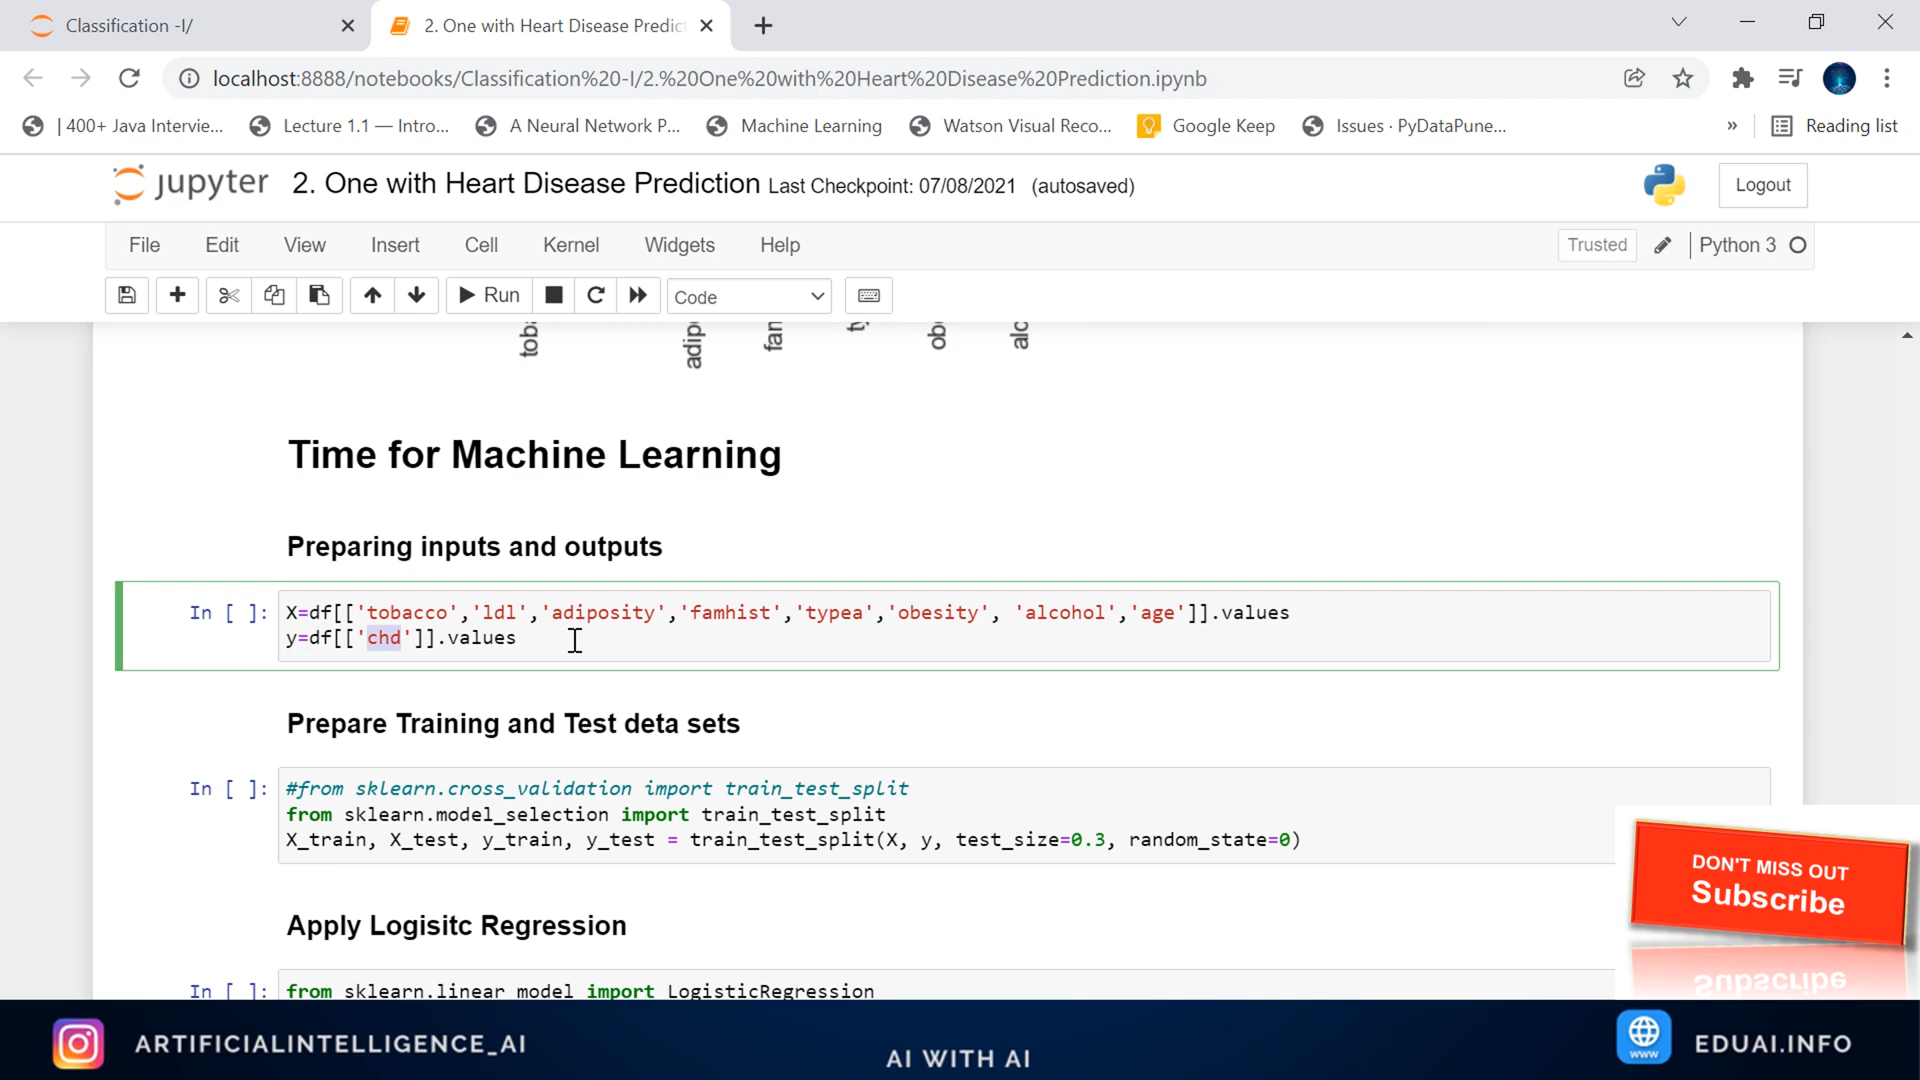 Classification -I/
2. One with Heart Disease Predict
localhost:8888/notebooks/Classification%20-I/2.%20One%20with%20Heart%20Disease%20Prediction.ipynb
| 400+ Java Intervie...
Lecture 1.1 — Intro...
A Neural Network P...
Machine Learning
Watson Visual Reco...
Google Keep
Issues · PyDataPune...
»
Reading list
jupyter
2. One with Heart Disease Prediction Last Checkpoint: 07/08/2021 (autosaved)
Logout
File
Edit
View
Insert
Cell
Kernel
Widgets
Help
Trusted
Python 3
Run
Code
Time for Machine Learning
Preparing inputs and outputs
In [ ]:
X=df[['tobacco','ldl','adiposity','famhist','typea','obesity', 'alcohol','age']].values
y=df[['chd']].values
Prepare Training and Test deta sets
In [ ]:
#from sklearn.cross_validation import train_test_split
from sklearn.model_selection import train_test_split
X_train, X_test, y_train, y_test = train_test_split(X, y, test_size=0.3, random_state=0)
DON'T MISS OUT
Subscribe
Apply Logisitc Regression
In [ ]:
from sklearn.linear_model import LogisticRegression
ARTIFICIALINTELLIGENCE_AI
AI WITH AI
WWW
EDUAI.INFO